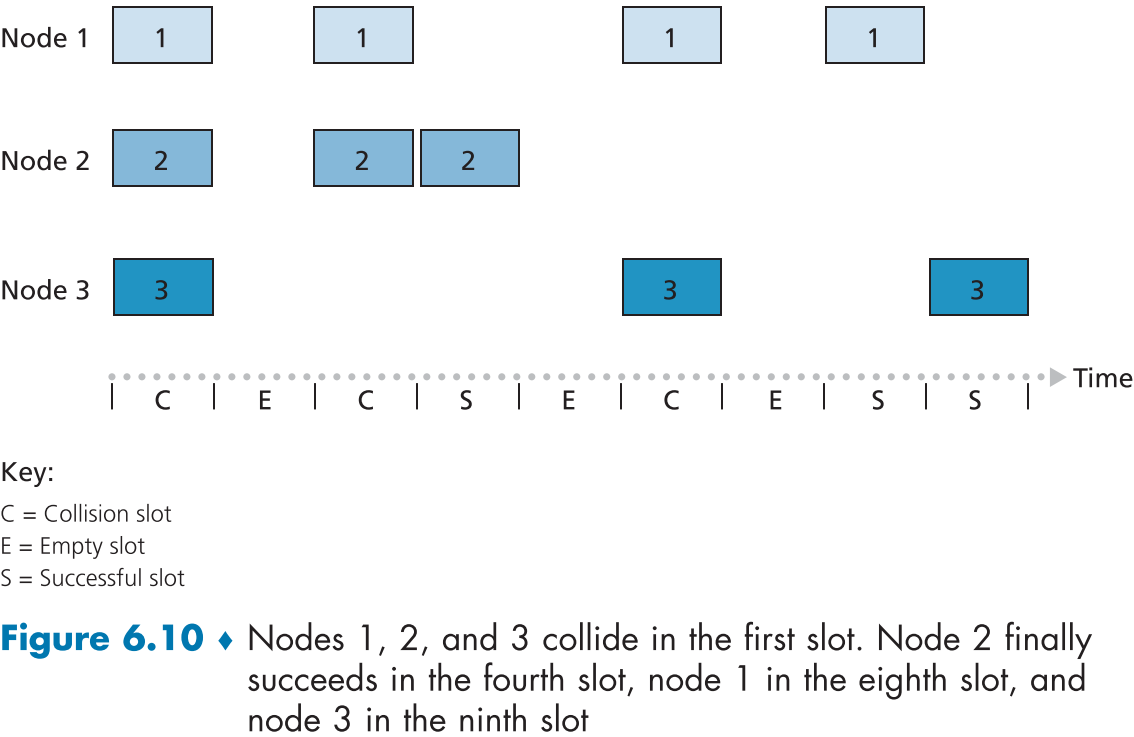 Node 1 1 1 1 1
Node 2 2 2 2
Node 3 3 3 3
Time
C E C S E C E S S
Key:
C = Collision slot
E = Empty slot
S = Successful slot
Figure 6.10 ♦ Nodes 1, 2, and 3 collide in the first slot. Node 2 finally
succeeds in the fourth slot, node 1 in the eighth slot, and
node 3 in the ninth slot